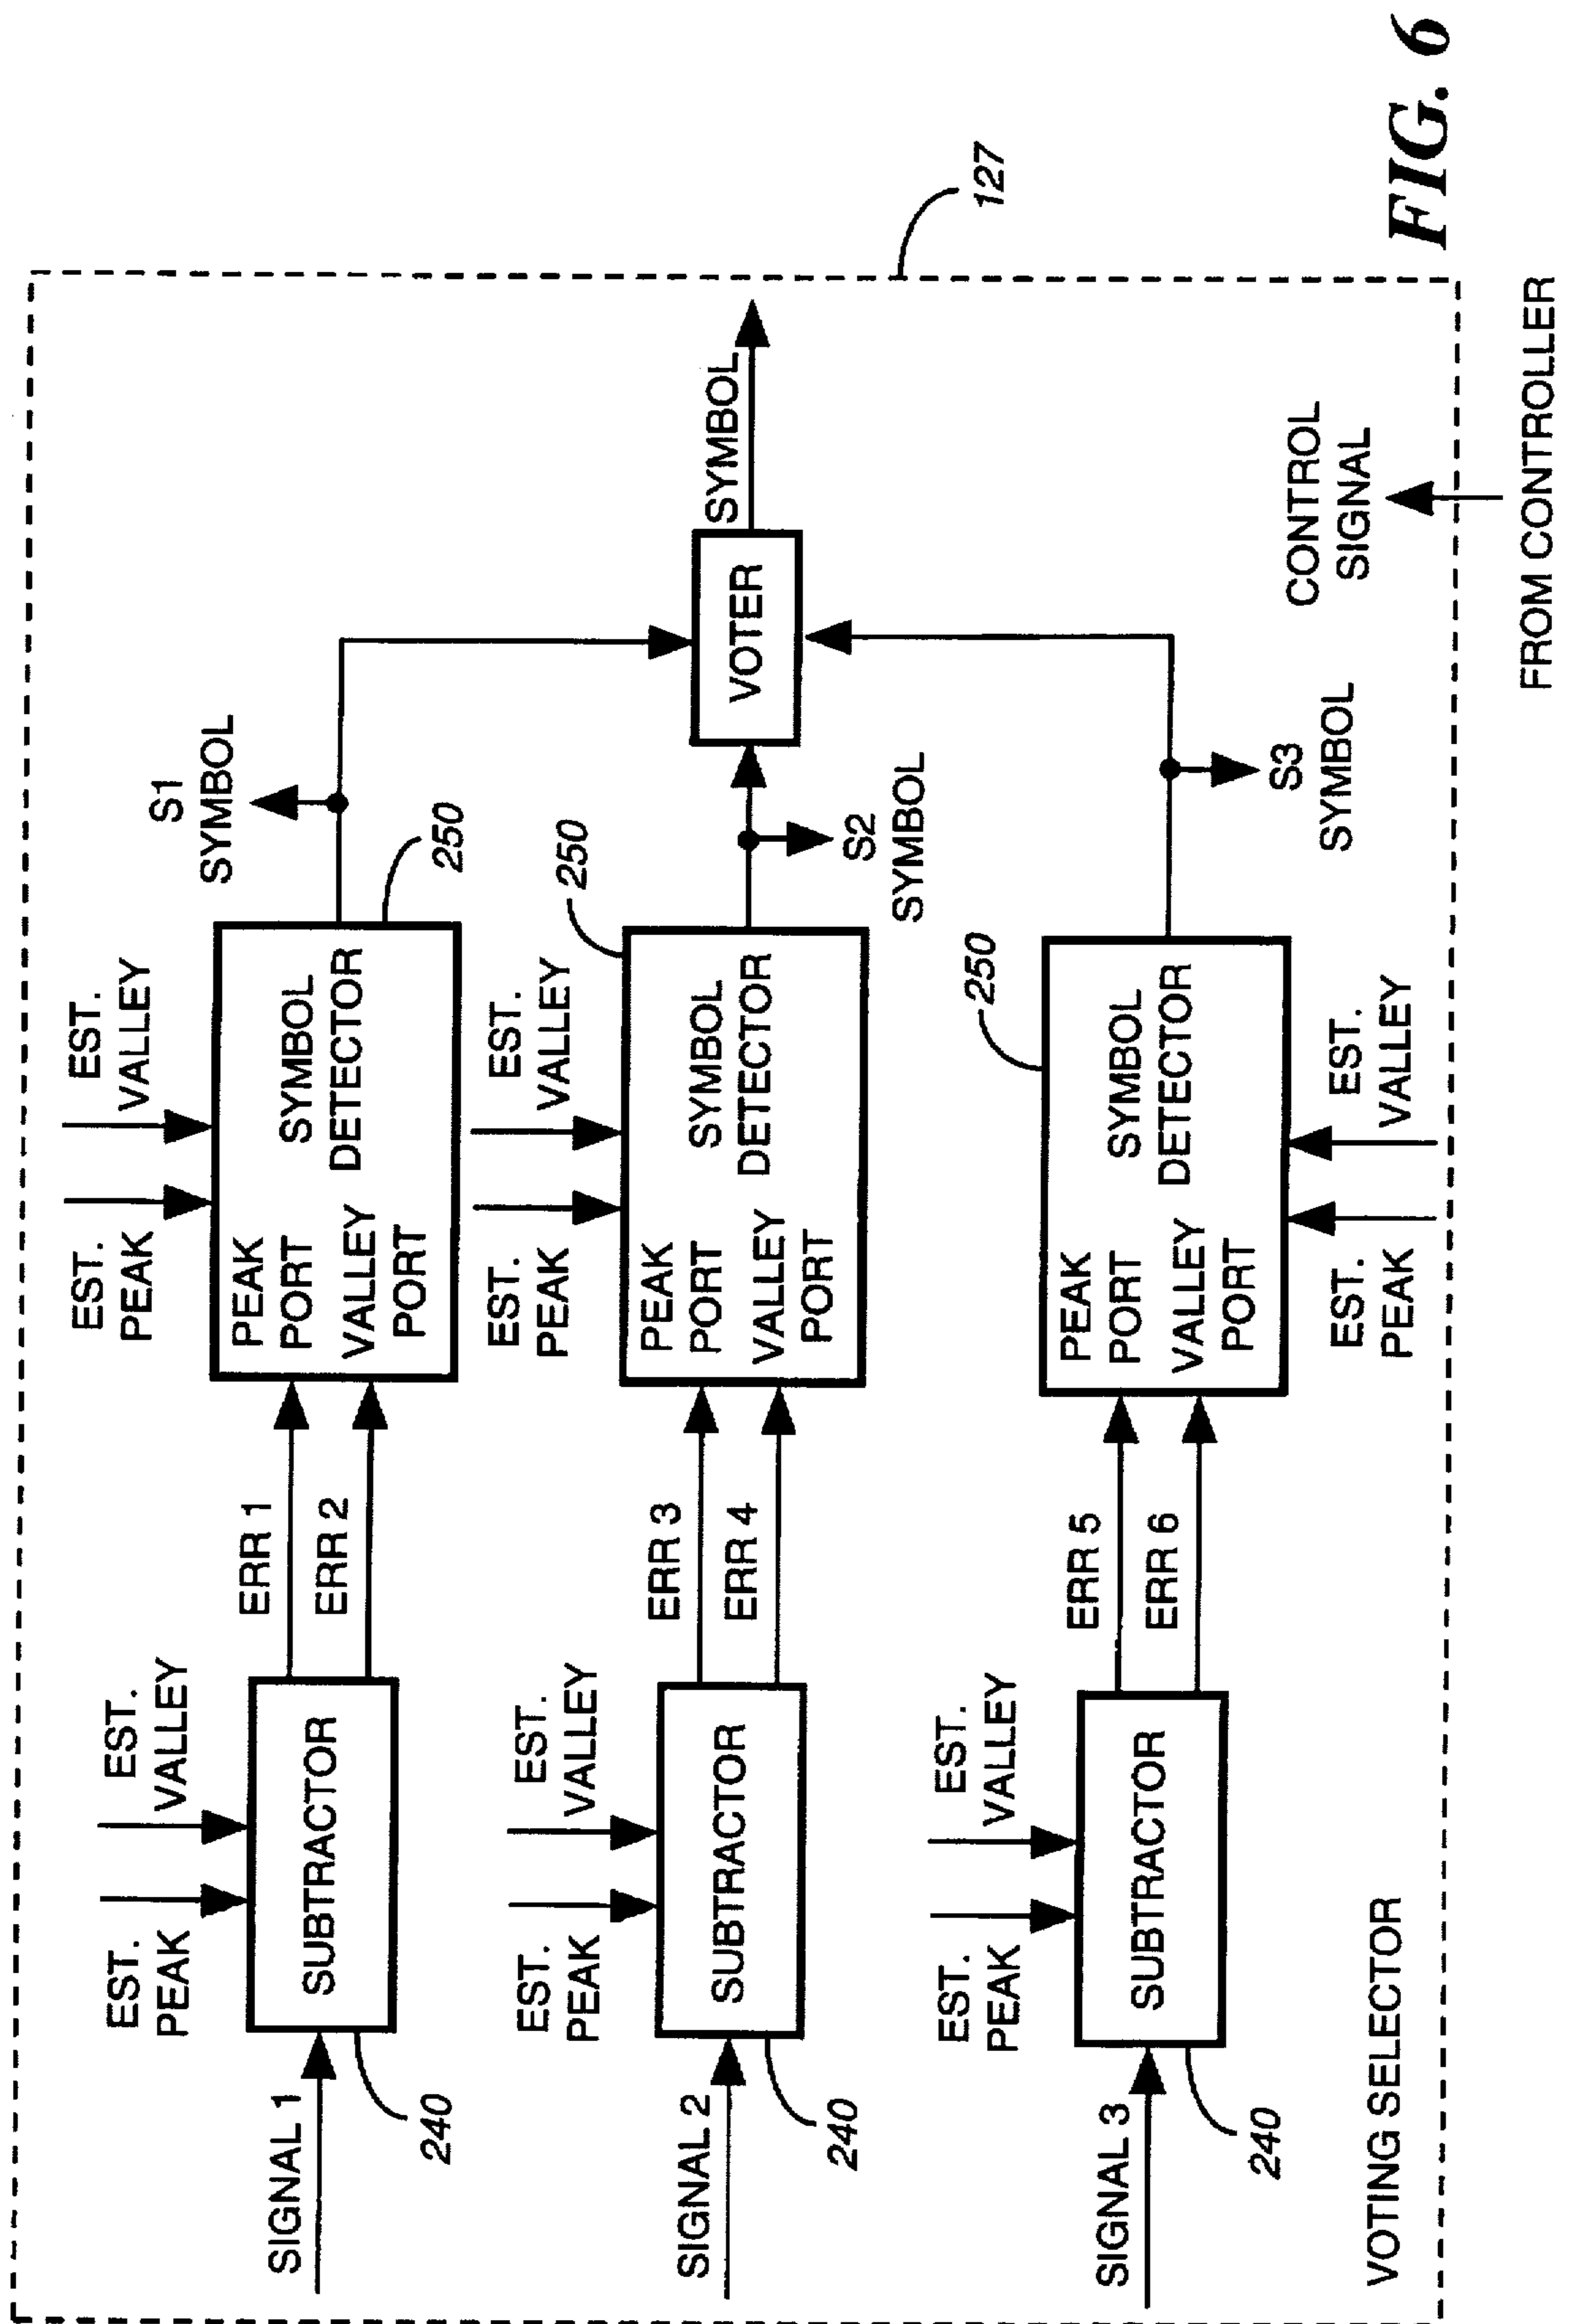 EST.
PEAK
EST.
VALLEY
EST.
PEAK
EST.
VALLEY
S1
SYMBOL
SIGNAL 1
240
SUBTRACTOR
ERR 1
ERR 2
PEAK
PORT
VALLEY
PORT
SYMBOL
DETECTOR
250
EST.
PEAK
EST.
VALLEY
EST.
PEAK
EST.
VALLEY
250
SIGNAL 2
240
SUBTRACTOR
ERR 3
ERR 4
PEAK
PORT
VALLEY
PORT
SYMBOL
DETECTOR
S2
SYMBOL
VOTER
SYMBOL
EST.
PEAK
EST.
VALLEY
250
SIGNAL 3
240
SUBTRACTOR
ERR 5
ERR 6
PEAK
PORT
VALLEY
PORT
SYMBOL
DETECTOR
EST.
PEAK
EST.
VALLEY
S3
SYMBOL
CONTROL
SIGNAL
127
VOTING SELECTOR
FROM CONTROLLER
FIG. 6